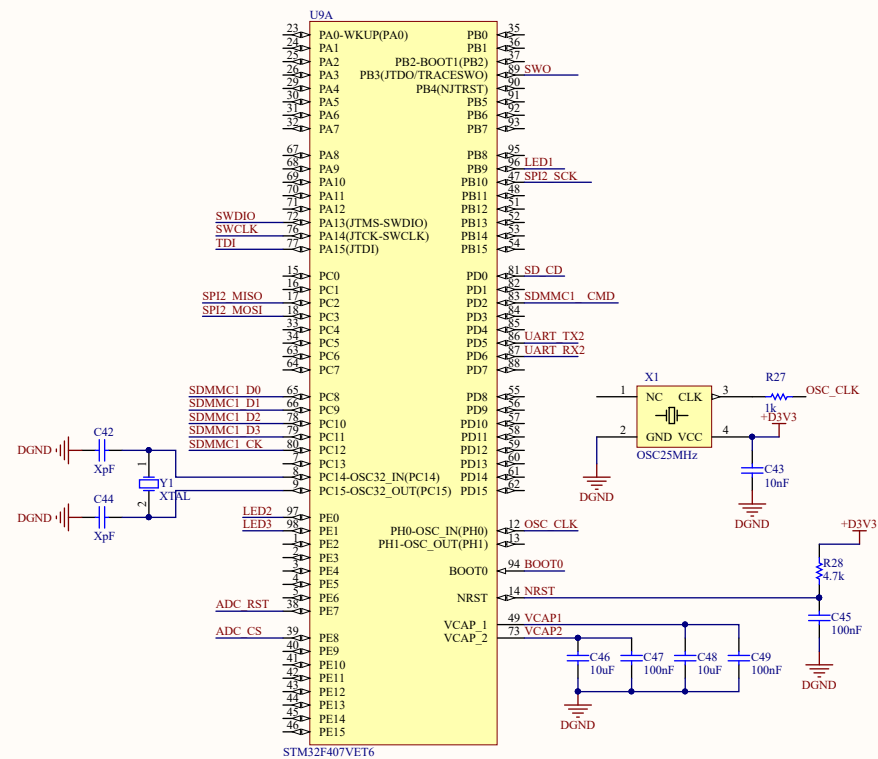 U9A
23 PA0-WKUP(PA0) PB0 35
24 PA1 PB1 36
25 PA2 PB2-BOOT1(PB2) 37
26 PA3 PB3(JTDO/TRACESWO) 89 SWO
29 PA4 PB4(NJTRST) 90
30 PA5 PB5 91
31 PA6 PB6 92
32 PA7 PB7 93
67 PA8 PB8 95
68 PA9 PB9 96 LED1
69 PA10 PB10 47 SPI2_SCK
70 PA11 PB11 48
71 PA12 PB12 51
SWDIO 72 PA13(JTMS-SWDIO) PB13 52
SWCLK 76 PA14(JTCK-SWCLK) PB14 53
TDI 77 PA15(JTDI) PB15 54
15 PC0 PD0 81 SD_CD
16 PC1 PD1 82
SPI2_MISO 17 PC2 PD2 83 SDMMC1_CMD
SPI2_MOSI 18 PC3 PD3 84
33 PC4 PD4 85
34 PC5 PD5 86 UART_TX2
63 PC6 PD6 87 UART_RX2
64 PC7 PD7 88
SDMMC1_D0 65 PC8 PD8 55
SDMMC1_D1 66 PC9 PD9 56
SDMMC1_D2 78 PC10 PD10 57
SDMMC1_D3 79 PC11 PD11 58
SDMMC1_CK 80 PC12 PD12 59
7 PC13 PD13 60
8 PC14-OSC32_IN(PC14) PD14 61
9 PC15-OSC32_OUT(PC15) PD15 62
LED2 97 PE0
LED3 98 PE1 PH0-OSC_IN(PH0) 12 OSC_CLK
1 PE2 PH1-OSC_OUT(PH1) 13
2 PE3
3 PE4 BOOT0 94 BOOT0
4 PE5
5 PE6 NRST 14 NRST
ADC_RST 38 PE7
VCAP_1 49 VCAP1
ADC_CS 39 PE8 VCAP_2 73 VCAP2
40 PE9
41 PE10
42 PE11
43 PE12
44 PE13
45 PE14
46 PE15
STM32F407VET6
C42
DGND
XpF
1
Y1
XTAL
2
C44
DGND
XpF
X1
1 NC CLK 3
2 GND VCC 4
OSC25MHz
DGND
R27
1k
OSC_CLK
+D3V3
C43
10nF
DGND
+D3V3
R28
4.7k
C45
100nF
DGND
C46
10uF
C47
100nF
C48
10uF
C49
100nF
DGND